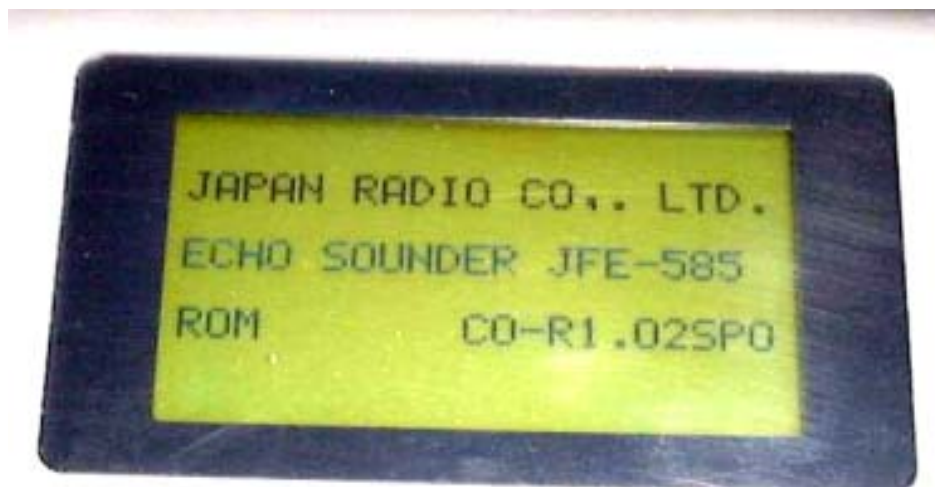 JAPAN RADIO CO,. LTD.
ECHO SOUNDER JFE-585
ROM CO-R1.02SP0